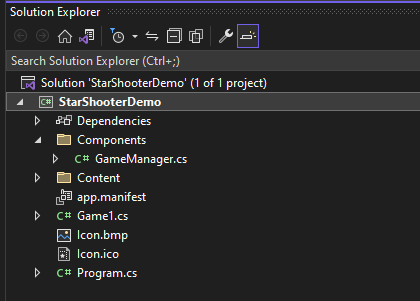 Solution Explorer
Search Solution Explorer (Ctrl+;)
Solution 'StarShooterDemo' (1 of 1 project)
C# StarShooterDemo
Dependencies
Components
C# GameManager.cs
Content
app.manifest
C# Game1.cs
Icon.bmp
Icon.ico
C# Program.cs